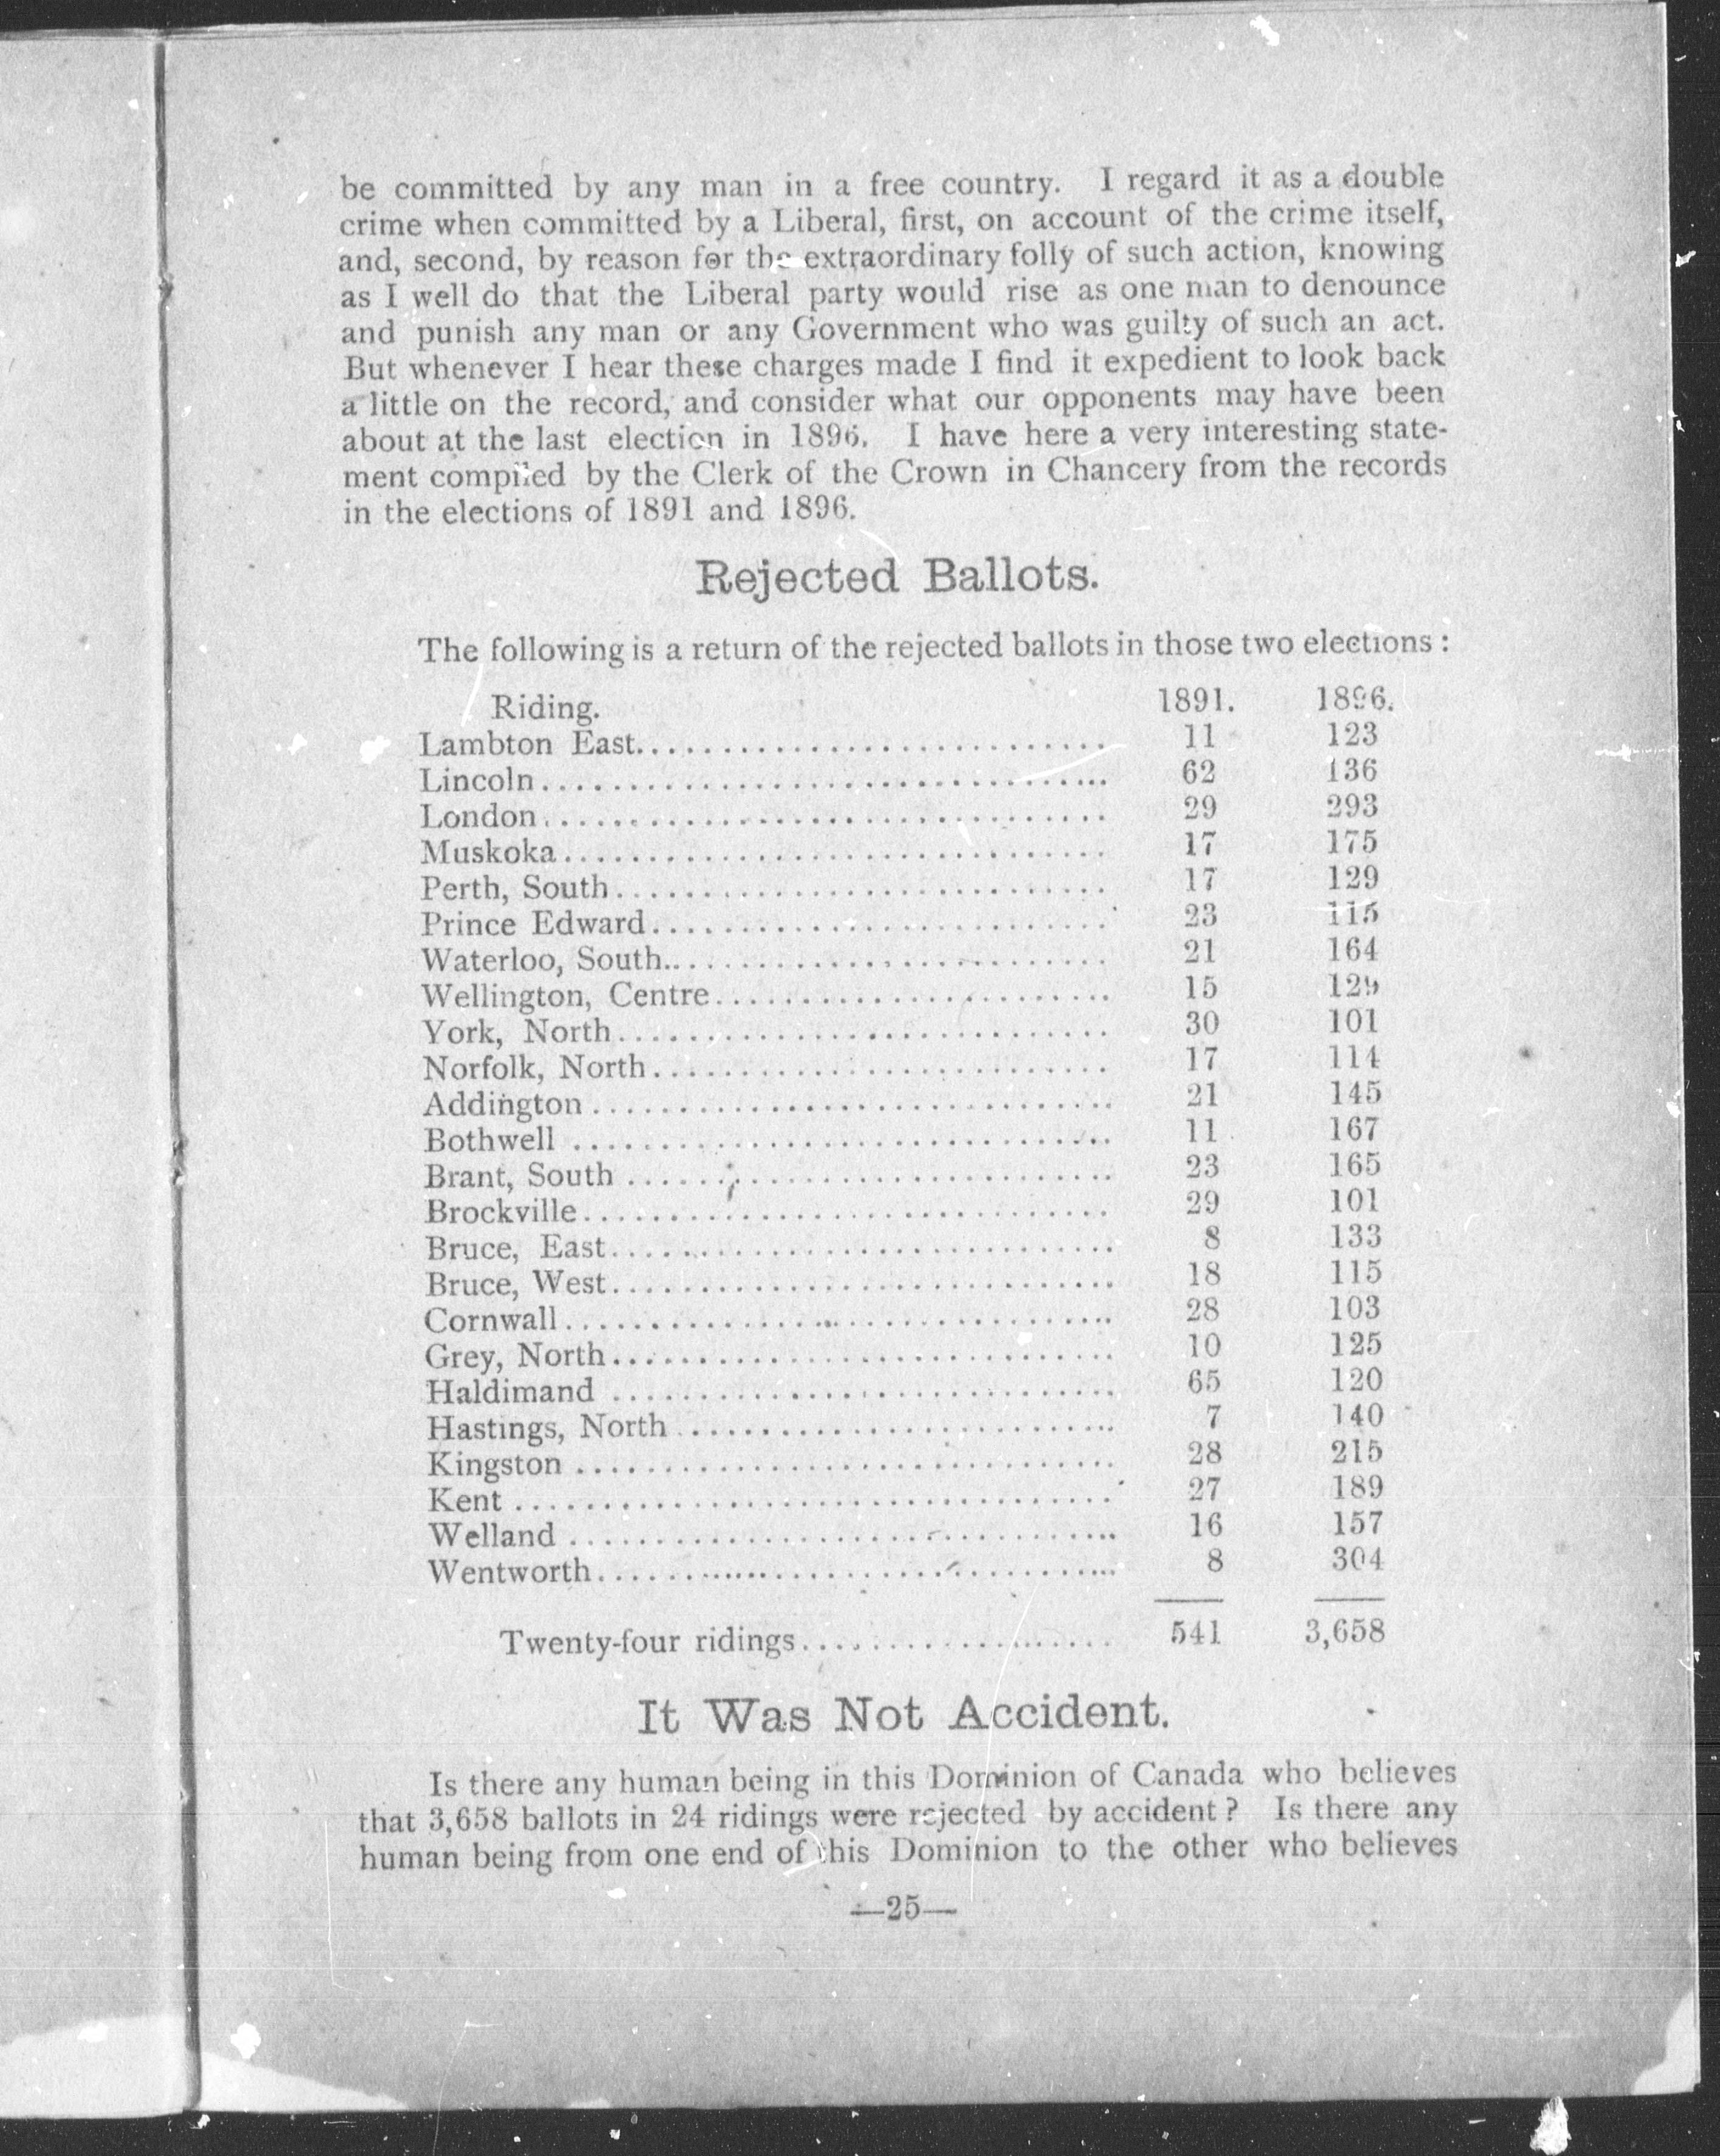 be committed by any man in a free country. I regard it as a double
crime when committed by a Liberal, first, on account of the crime itself,
and, second, by reason for the extraordinary folly of such action, knowing
as I well do that the Liberal party would rise as one man to denounce
and punish any man or any Government who was guilty of such an act.
But whenever I hear these charges made I find it expedient to look back
a little on the record, and consider what our opponents may have been
about at the last election in 1896. I have here a very interesting state-
ment compiled by the Clerk of the Crown in Chancery from the records
in the elections of 1891 and 1896.
Rejected Ballots.
The following is a return of the rejected ballots in those two elections :
Riding. 1891. 1896.
Lambton East............................ 11 123
Lincoln................................ 62 136
London................................ 29 293
Muskoka............................... 17 175
Perth, South............................ 17 129
Prince Edward.......................... 23 115
Waterloo, South.......................... 21 164
Wellington, Centre....................... 15 129
York, North............................ 30 101
Norfolk, North.......................... 17 114
Addington .............................. 21 145
Bothwell ............................... 11 167
Brant, South ............................ 23 165
Brockville.............................. 29 101
Bruce, East............................. 8 133
Bruce, West............................. 18 115
Cornwall............................... 28 103
Grey, North............................. 10 125
Haldimand ............................. 65 120
Hastings, North ......................... 7 140
Kingston ............................... 28 215
Kent .................................. 27 189
Welland ............................... 16 157
Wentworth.............................. 8 304
Twenty-four ridings.................. 541 3,658
It Was Not Accident.
Is there any human being in this Dominion of Canada who believes
that 3,658 ballots in 24 ridings were rejected by accident ? Is there any
human being from one end of this Dominion to the other who believes
—25—